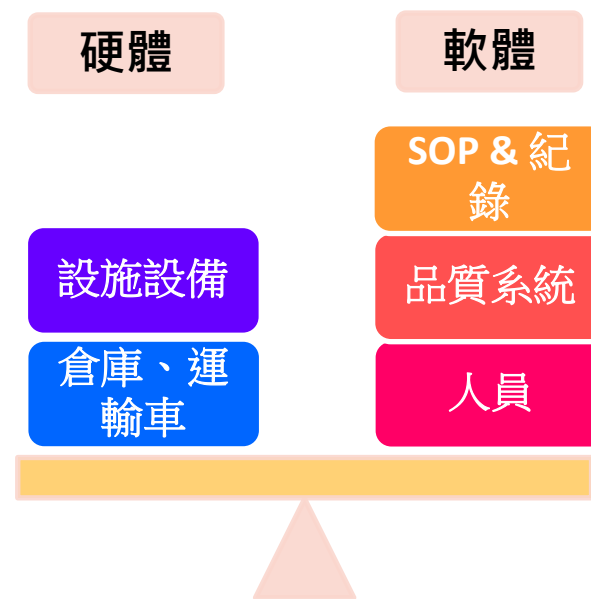 硬體
軟體
SOP & 紀
錄
設施設備
品質系統
倉庫、運
輸車
人員